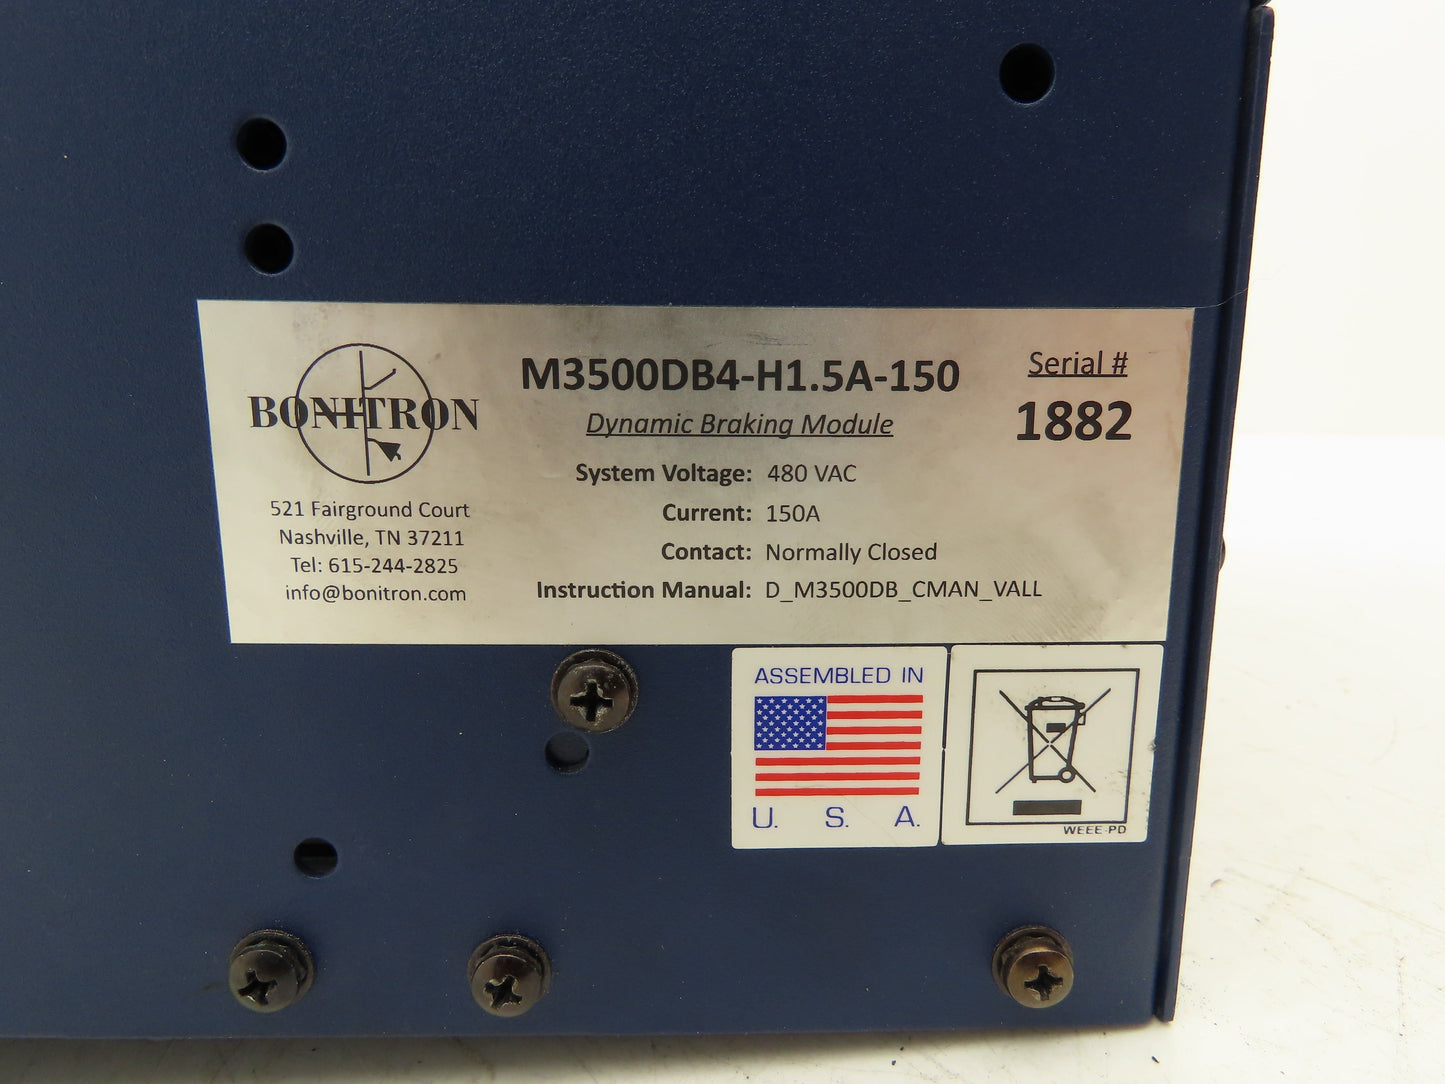 BONITRON
521 Fairground Court
Nashville, TN 37211
Tel: 615-244-2825
info@bonitron.com
M3500DB4-H1.5A-150
Dynamic Braking Module
System Voltage: 480 VAC
Current: 150A
Contact: Normally Closed
Instruction Manual: D_M3500DB_CMAN_VALL
Serial #
1882
ASSEMBLED IN
U. S. A.
WEEE-PD